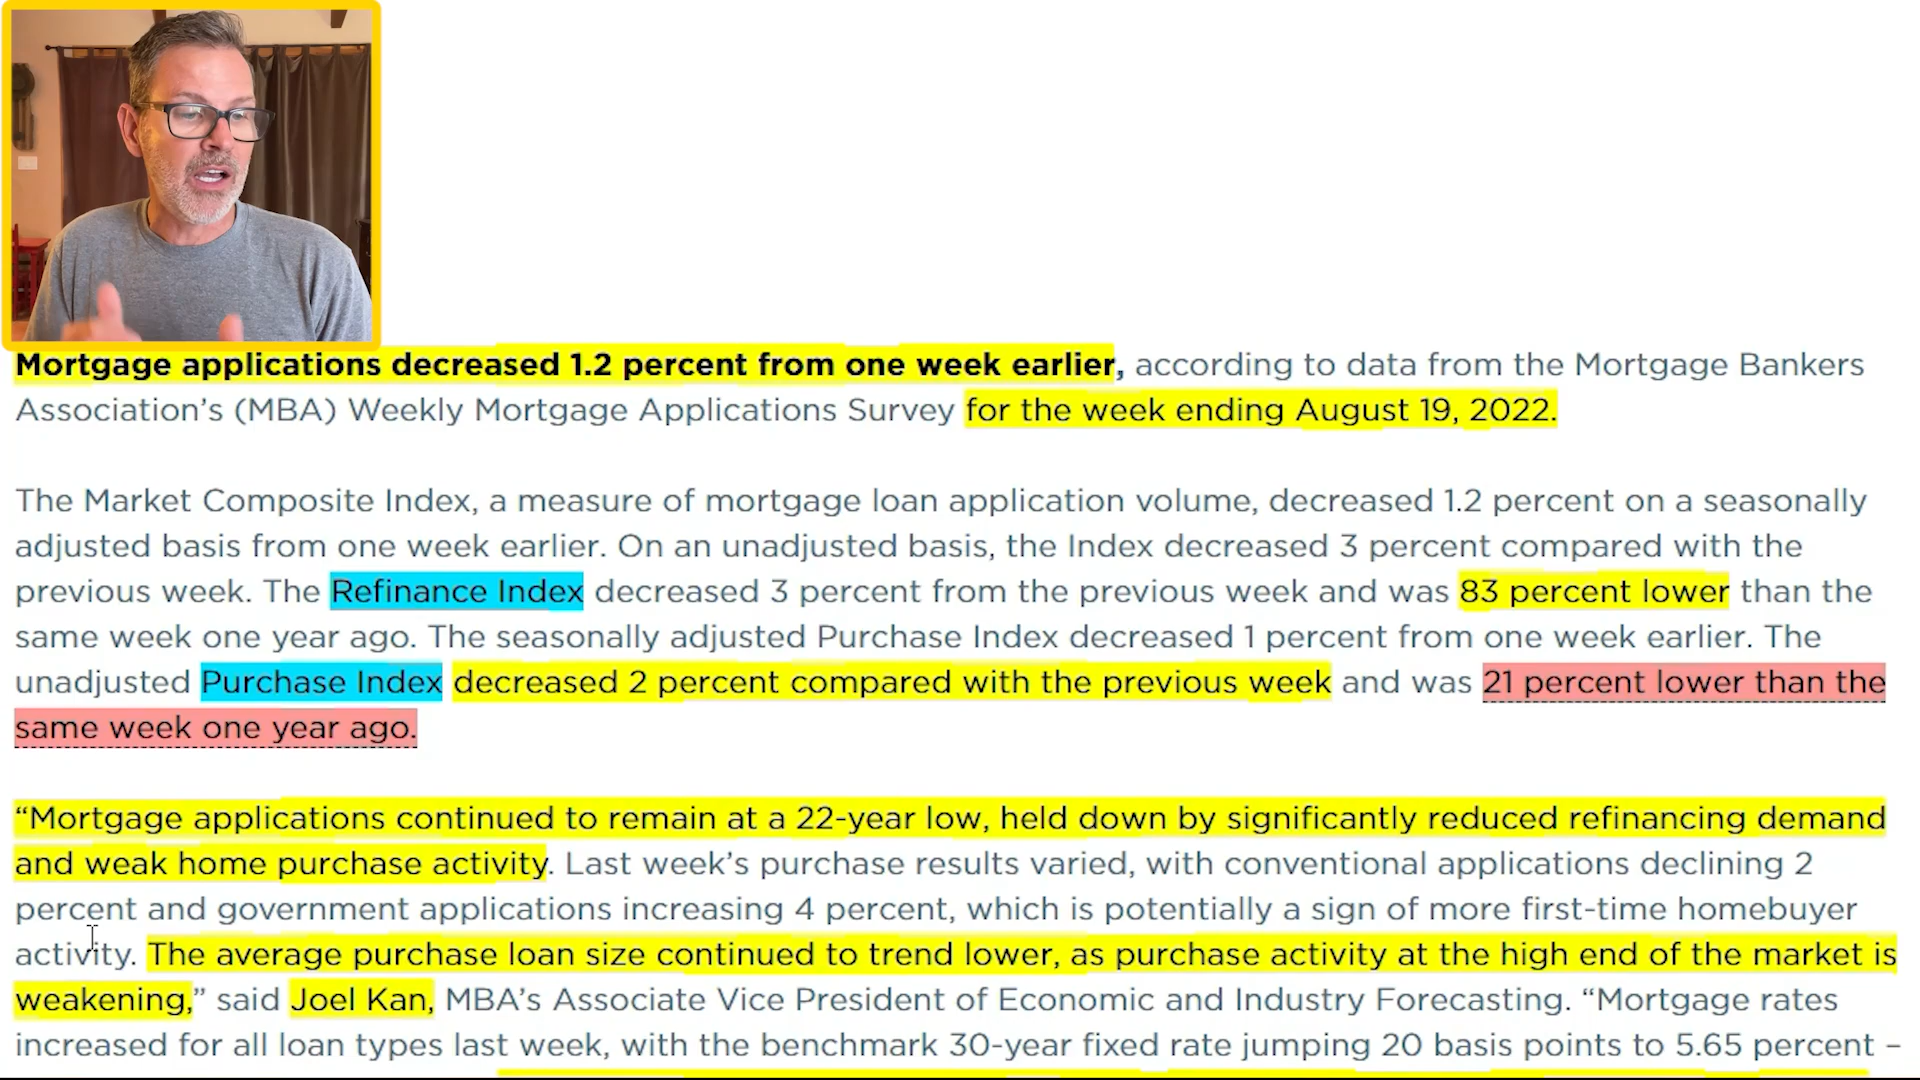 Mortgage applications decreased 1.2 percent from one week earlier, according to data from the Mortgage Bankers
Association’s (MBA) Weekly Mortgage Applications Survey for the week ending August 19, 2022.
The Market Composite Index, a measure of mortgage loan application volume, decreased 1.2 percent on a seasonally
adjusted basis from one week earlier. On an unadjusted basis, the Index decreased 3 percent compared with the
previous week. The Refinance Index decreased 3 percent from the previous week and was 83 percent lower than the
same week one year ago. The seasonally adjusted Purchase Index decreased 1 percent from one week earlier. The
unadjusted Purchase Index decreased 2 percent compared with the previous week and was 21 percent lower than the
same week one year ago.
“Mortgage applications continued to remain at a 22-year low, held down by significantly reduced refinancing demand
and weak home purchase activity. Last week’s purchase results varied, with conventional applications declining 2
percent and government applications increasing 4 percent, which is potentially a sign of more first-time homebuyer
activity. The average purchase loan size continued to trend lower, as purchase activity at the high end of the market is
weakening,” said Joel Kan, MBA’s Associate Vice President of Economic and Industry Forecasting. “Mortgage rates
increased for all loan types last week, with the benchmark 30-year fixed rate jumping 20 basis points to 5.65 percent –